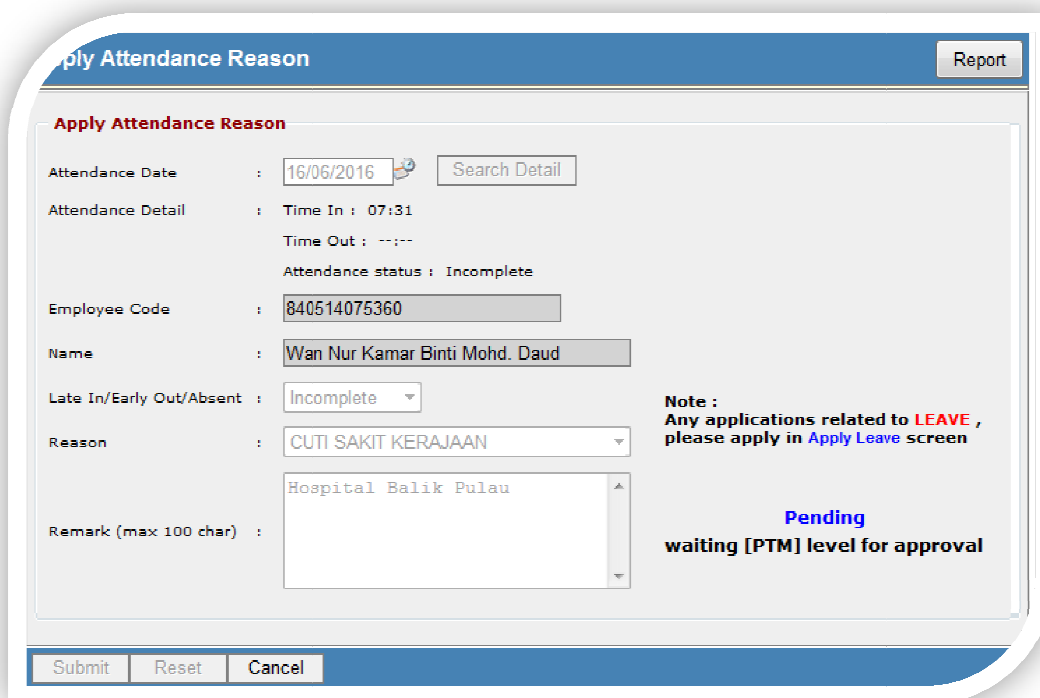 ply Attendance Reason
Report
Apply Attendance Reason
Attendance Date : 16/06/2016 Search Detail
Attendance Detail : Time In : 07:31
Time Out : --:--
Attendance status : Incomplete
Employee Code : 840514075360
Name : Wan Nur Kamar Binti Mohd. Daud
Late In/Early Out/Absent : Incomplete
Reason : CUTI SAKIT KERAJAAN
Note :
Any applications related to LEAVE ,
please apply in Apply Leave screen
Remark (max 100 char) : Hospital Balik Pulau
Pending
waiting [PTM] level for approval
Submit Reset Cancel